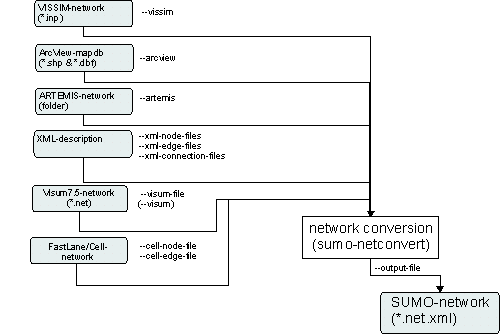 VISSIM-network
(*.inp)
--vissim
ArcView-mapdb
(*.shp & *.dbf)
--arcview
ARTEMIS-network
(folder)
--artemis
XML-description
--xml-node-files
--xml-edge-files
--xml-connection-files
Visum7.5-network
(*.net)
--visum-file
(--visum)
FastLane/Cell-
network
--cell-node-file
--cell-edge-file
network conversion
(sumo-netconvert)
--output-file
SUMO-network
(*.net.xml)